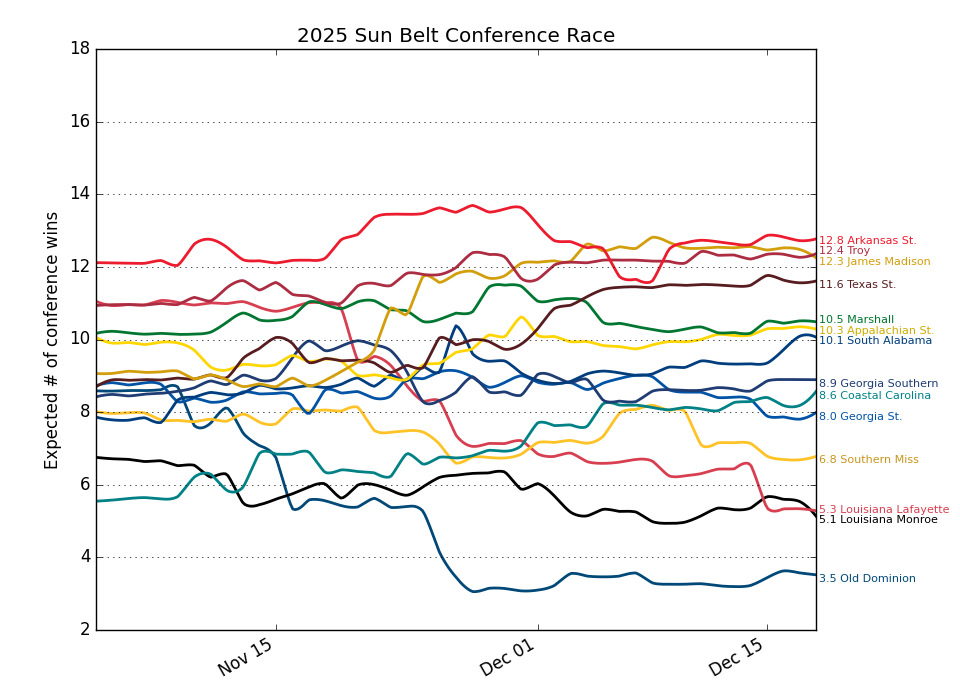 2025 Sun Belt Conference Race
Expected # of conference wins
18
16
14
12
10
8
6
4
2
Nov 15
Dec 01
Dec 15
12.8 Arkansas St.
12.4 Troy
12.3 James Madison
11.6 Texas St.
10.5 Marshall
10.3 Appalachian St.
10.1 South Alabama
8.9 Georgia Southern
8.6 Coastal Carolina
8.0 Georgia St.
6.8 Southern Miss
5.3 Louisiana Lafayette
5.1 Louisiana Monroe
3.5 Old Dominion